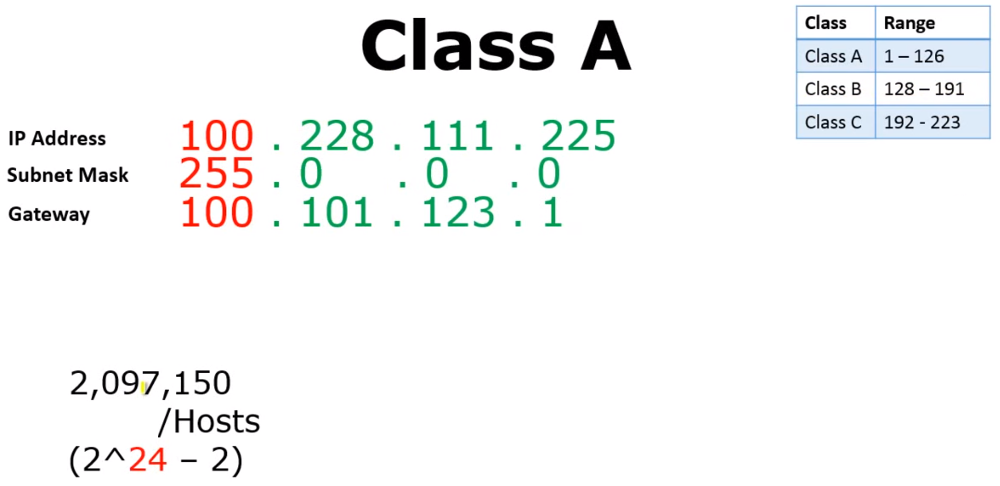 Class A
Class Range
Class A 1 – 126
Class B 128 – 191
Class C 192 - 223
IP Address 100 . 228 . 111 . 225
Subnet Mask 255 . 0 . 0 . 0
Gateway 100 . 101 . 123 . 1
2,097,150
/Hosts
(2^24 – 2)